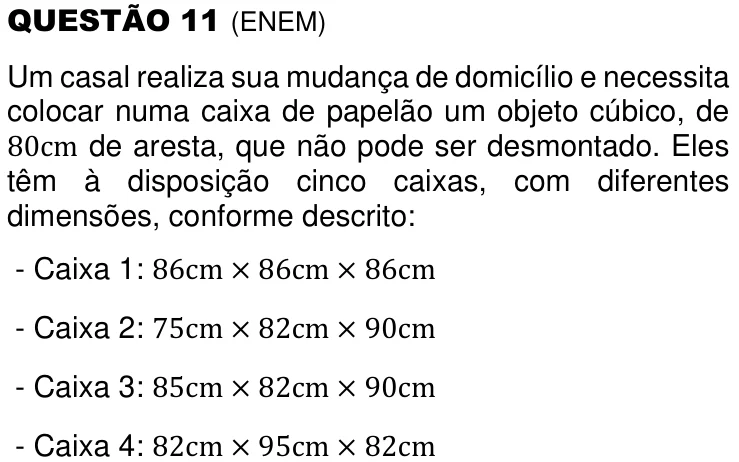 QUESTÃO 11 (ENEM)
Um casal realiza sua mudança de domicílio e necessita
colocar numa caixa de papelão um objeto cúbico, de
80cm de aresta, que não pode ser desmontado. Eles
têm à disposição cinco caixas, com diferentes
dimensões, conforme descrito:
- Caixa 1: 86cm × 86cm × 86cm
- Caixa 2: 75cm × 82cm × 90cm
- Caixa 3: 85cm × 82cm × 90cm
- Caixa 4: 82cm × 95cm × 82cm